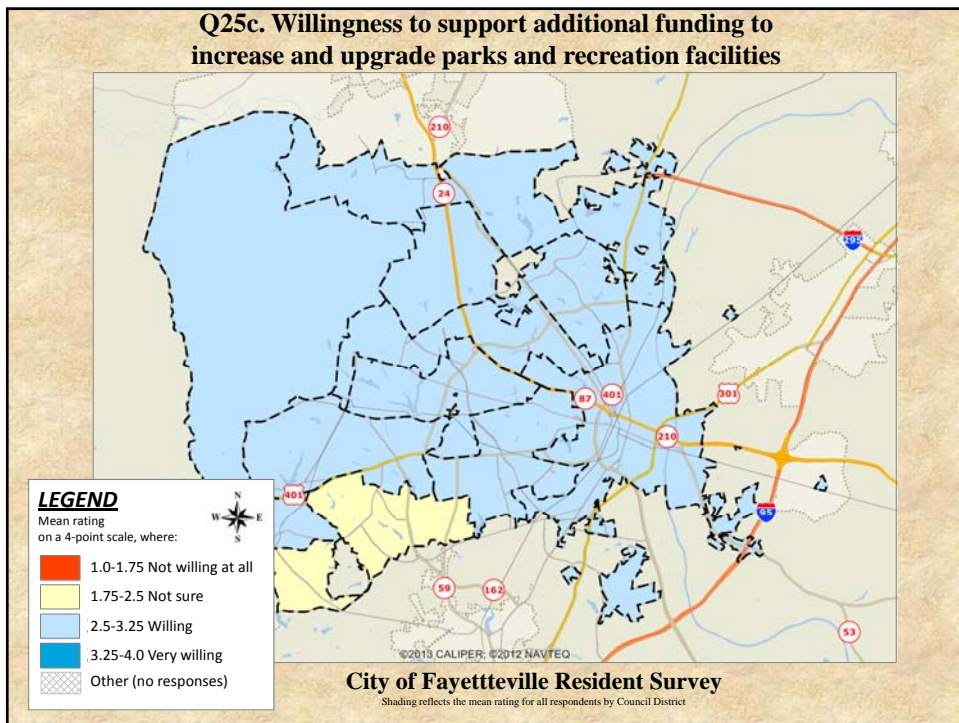 Q25c. Willingness to support additional funding to
increase and upgrade parks and recreation facilities
210
24
295
87
401
301
210
401
95
59
162
53
LEGEND
Mean rating
on a 4-point scale, where:
N
W
E
S
1.0-1.75 Not willing at all
1.75-2.5 Not sure
2.5-3.25 Willing
3.25-4.0 Very willing
Other (no responses)
©2013 CALIPER; ©2012 NAVTEQ
City of Fayettteville Resident Survey
Shading reflects the mean rating for all respondents by Council District